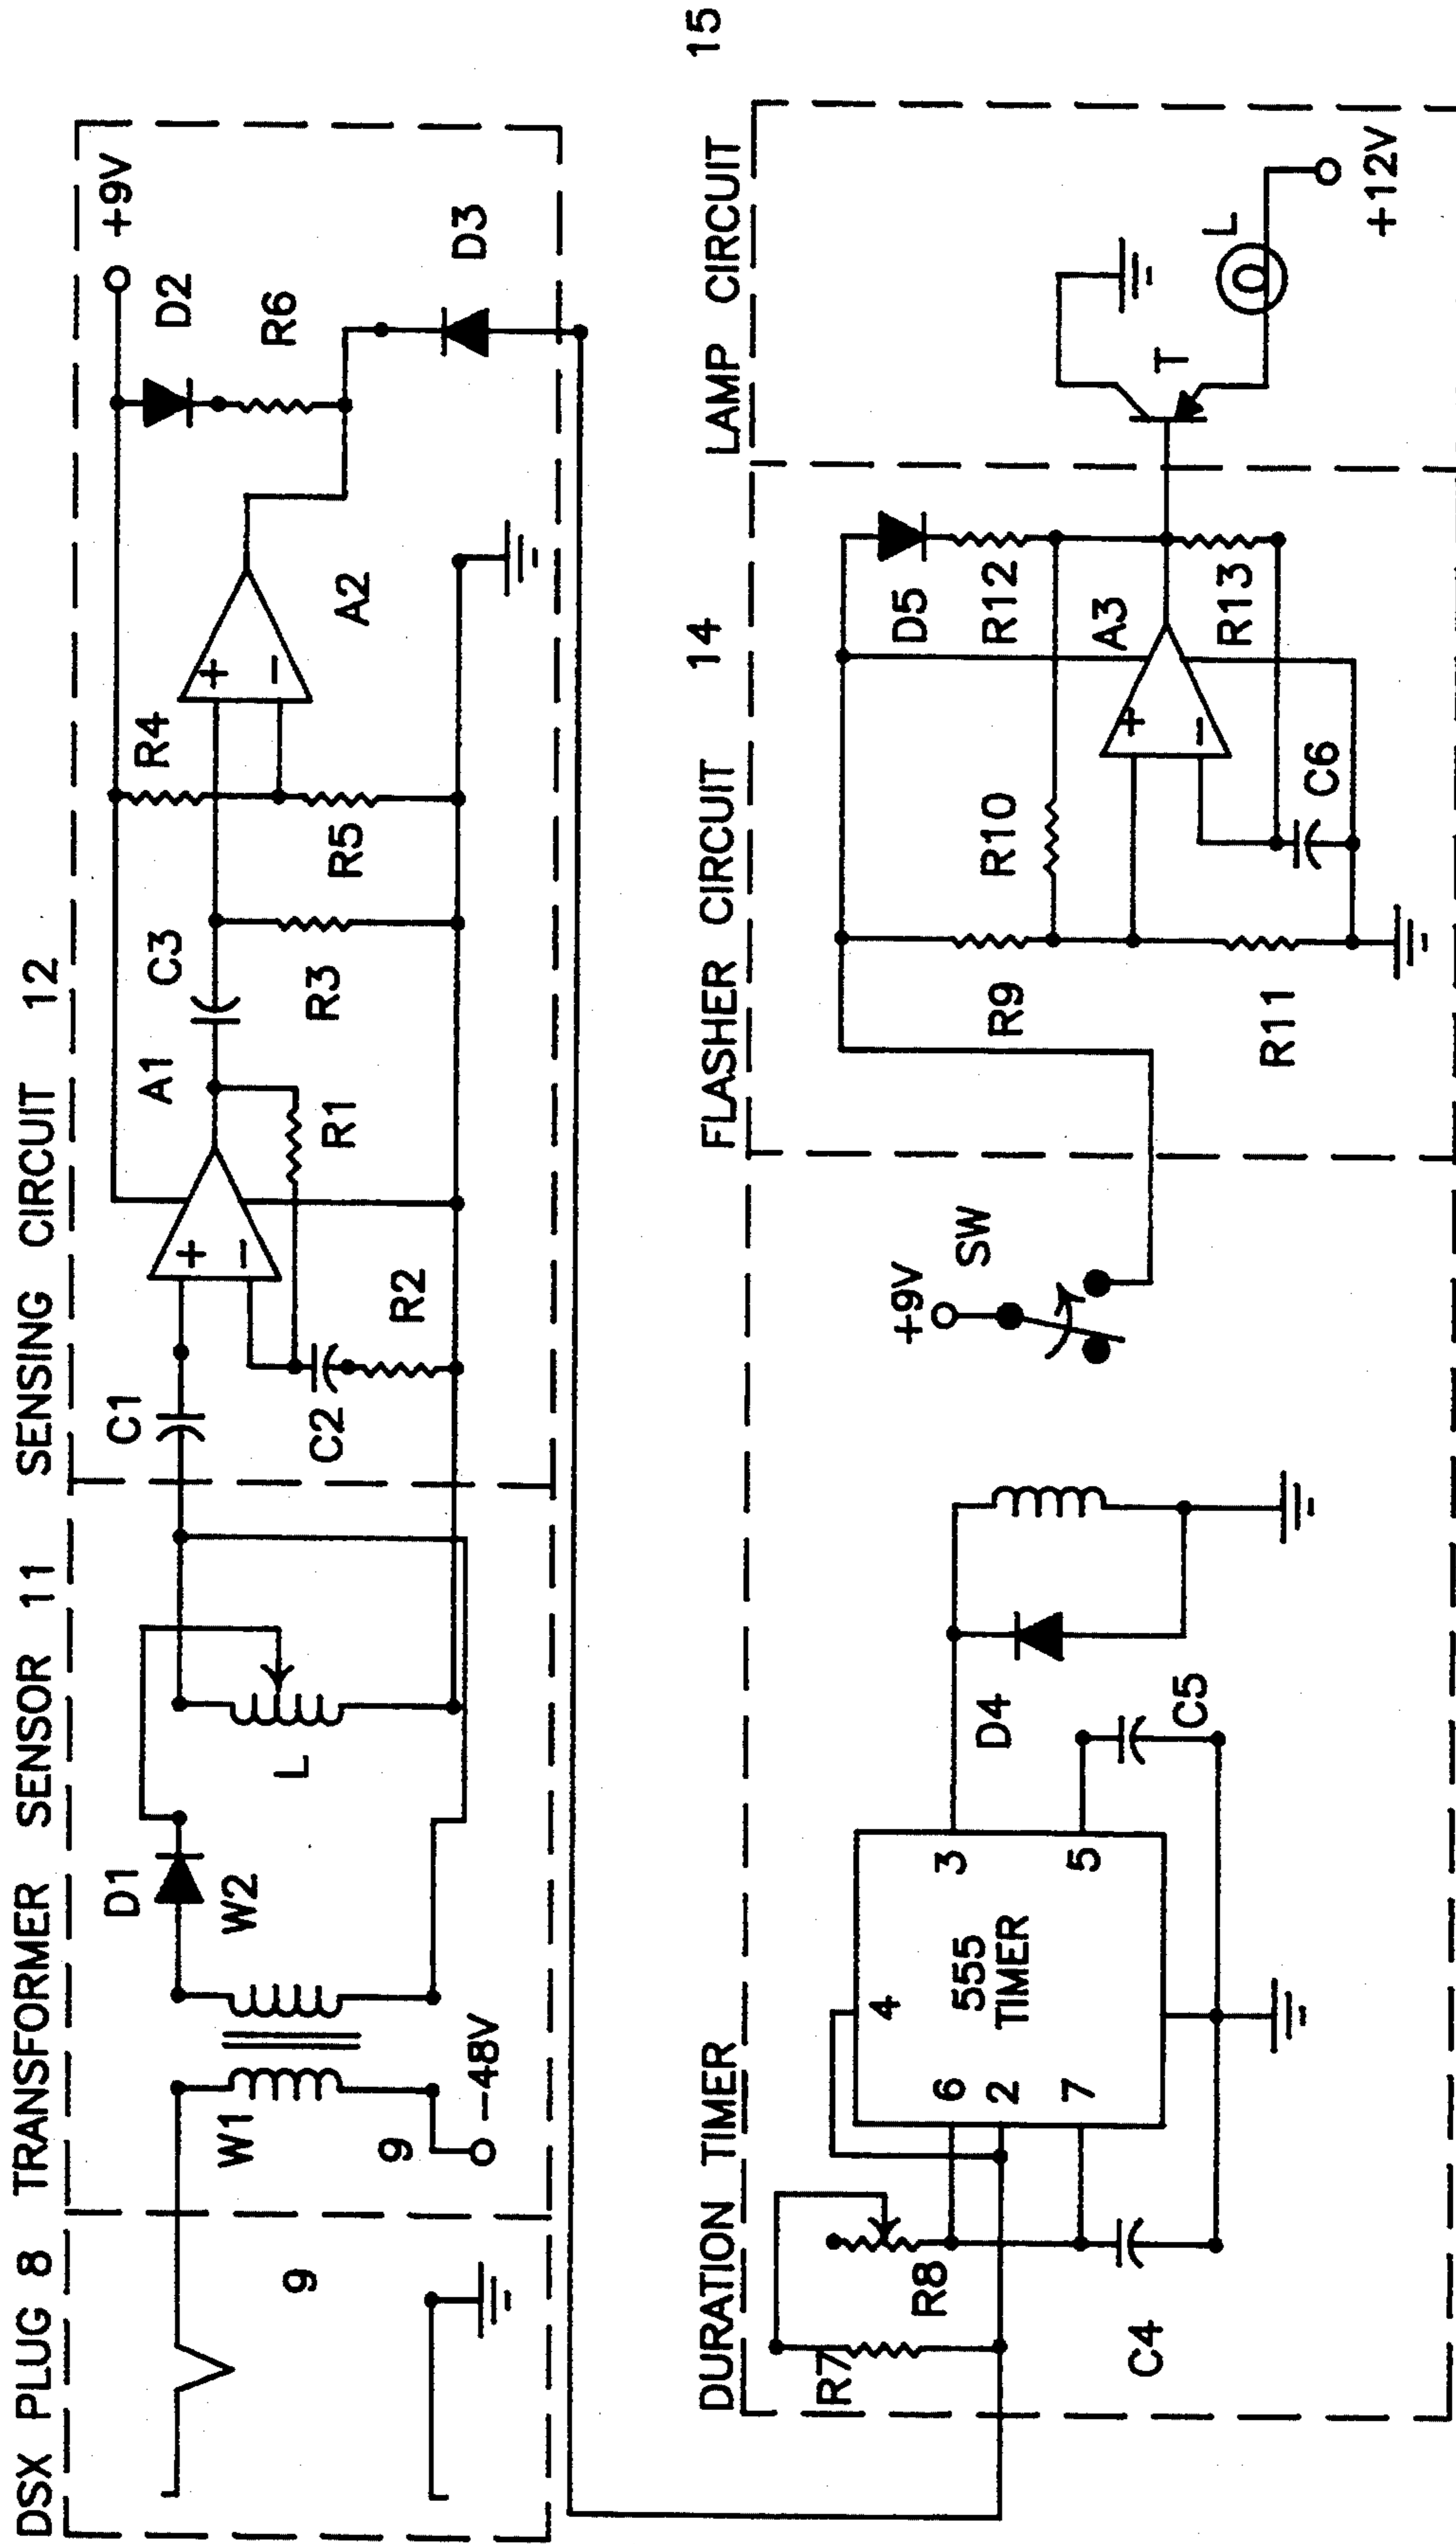 DSX PLUG 8 TRANSFORMER SENSOR 11 SENSING CIRCUIT 12
9
W1
9
-48V
D1
W2
L
C1
C2
R2
+
-
A1
R1
C3
R3
R4
R5
+
-
A2
+9V
D2
R6
D3
DURATION TIMER
FLASHER CIRCUIT 14
LAMP CIRCUIT 15
R7
R8
C4
6
2
7
4
555
TIMER
3
5
D4
C5
+9V
SW
R9
R10
R11
+
-
A3
C6
D5
R12
R13
T
L
+12V